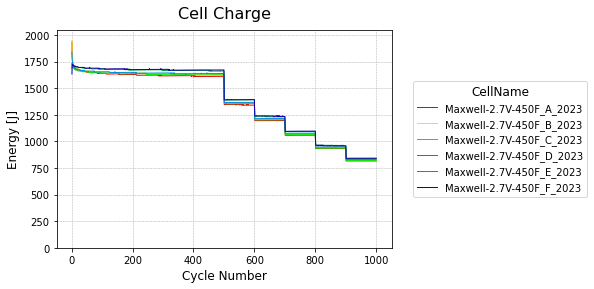 Cell Charge
Energy [J]
2000
1750
1500
1250
1000
750
500
250
0
0 200 400 600 800 1000
Cycle Number
CellName
Maxwell-2.7V-450F_A_2023
Maxwell-2.7V-450F_B_2023
Maxwell-2.7V-450F_C_2023
Maxwell-2.7V-450F_D_2023
Maxwell-2.7V-450F_E_2023
Maxwell-2.7V-450F_F_2023